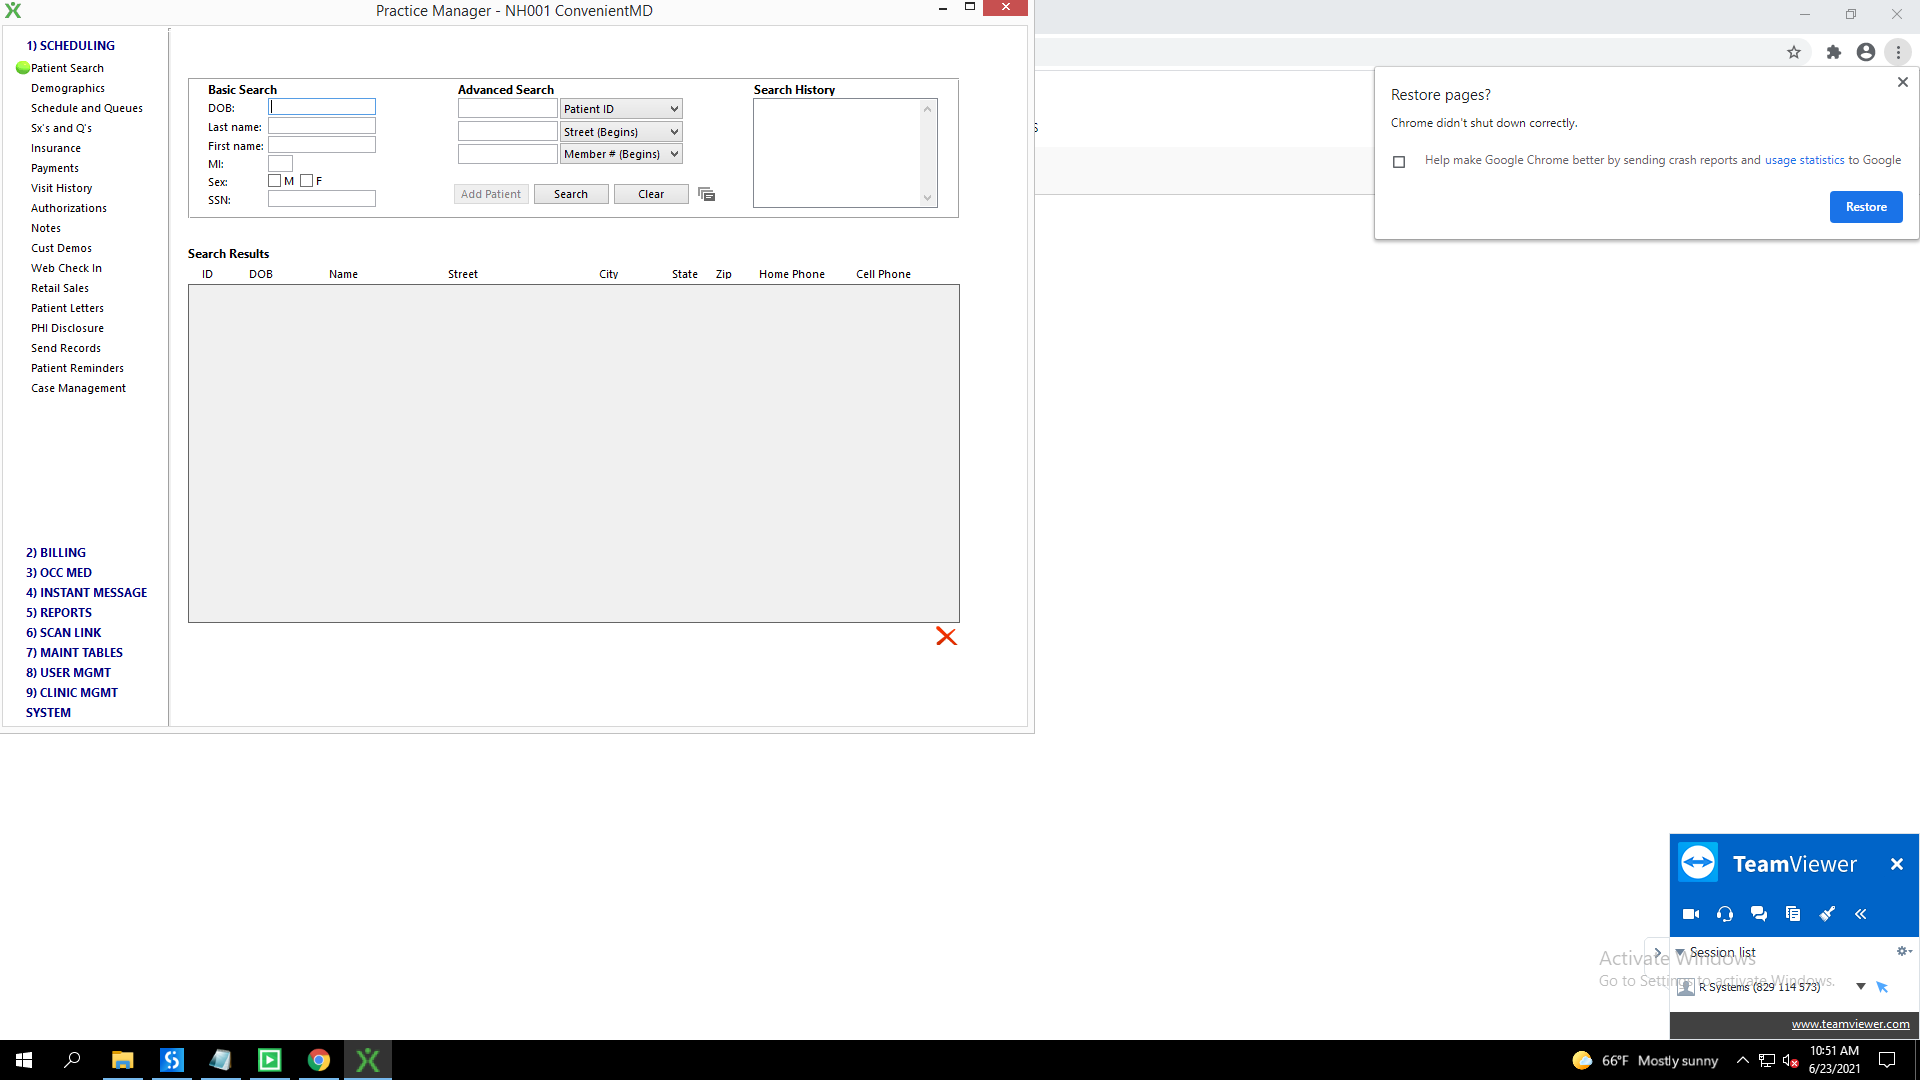 Practice Manager - NH001 ConvenientMD
1) SCHEDULING
Patient Search
Demographics
Schedule and Queues
Sx's and Q's
Insurance
Payments
Visit History
Authorizations
Notes
Cust Demos
Web Check In
Retail Sales
Patient Letters
PHI Disclosure
Send Records
Patient Reminders
Case Management
2) BILLING
3) OCC MED
4) INSTANT MESSAGE
5) REPORTS
6) SCAN LINK
7) MAINT TABLES
8) USER MGMT
9) CLINIC MGMT
SYSTEM
Basic Search
DOB:
Last name:
First name:
MI:
Sex: M F
SSN:
Advanced Search
Patient ID
Street (Begins)
Member # (Begins)
Add Patient Search Clear
Search History
Search Results
ID DOB Name Street City State Zip Home Phone Cell Phone
s
Restore pages?
Chrome didn't shut down correctly.
Help make Google Chrome better by sending crash reports and usage statistics to Google
Restore
TeamViewer
Session list
Activate Windows
Go to Settings to activate Windows.
R Systems (829 114 573)
www.teamviewer.com
66°F Mostly sunny
10:51 AM
6/23/2021